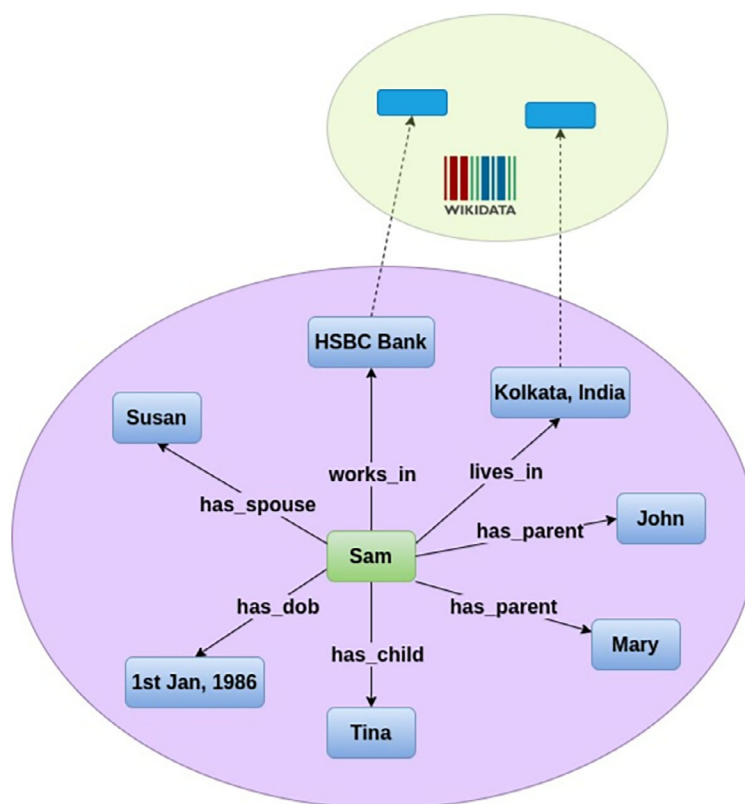 WIKIDATA
HSBC Bank
Kolkata, India
Susan
works_in
lives_in
has_spouse
John
has_parent
Sam
has_dob
has_parent
Mary
has_child
1st Jan, 1986
Tina